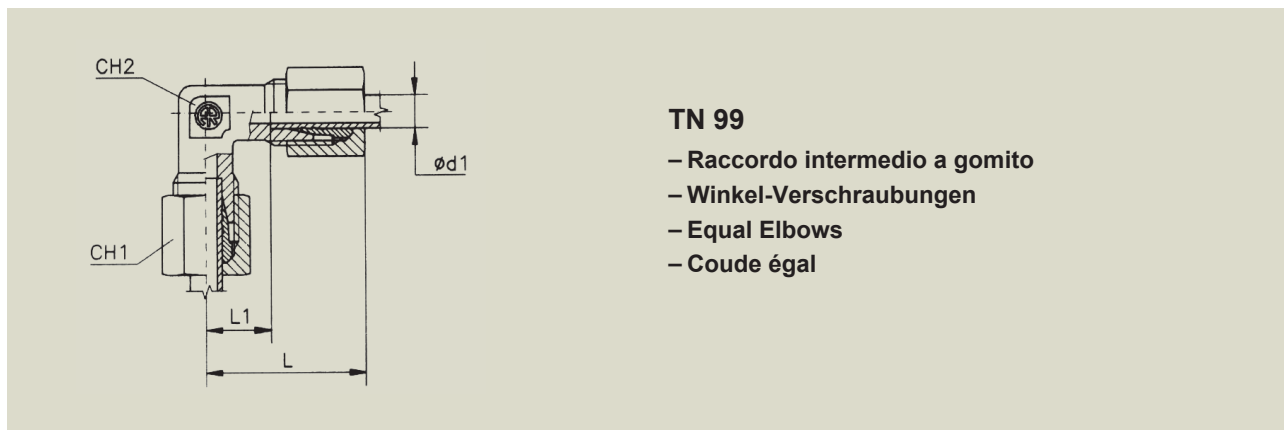 CH2
Ød1
CH1
L1
L
TN 99
– Raccordo intermedio a gomito
– Winkel-Verschraubungen
– Equal Elbows
– Coude égal